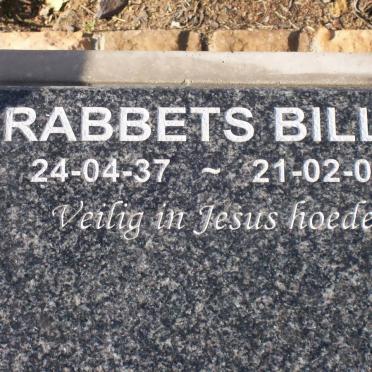 RABBETS BILL
24-04-37 ~ 21-02-0
Veilig in Jesus hoede